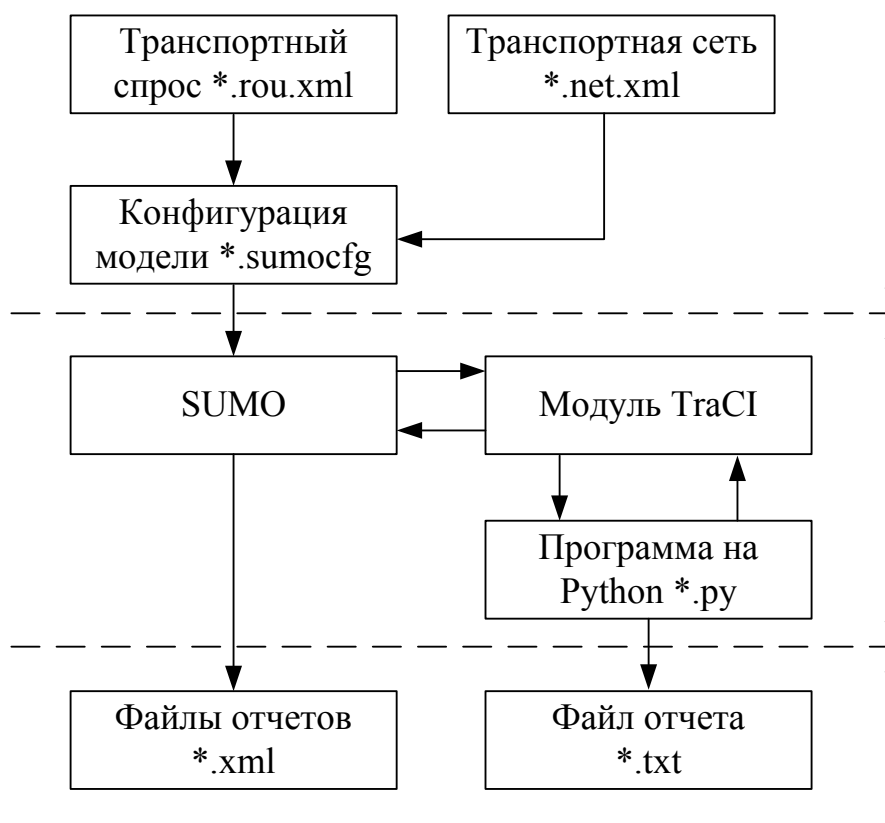 Транспортный
спрос *.rou.xml
Транспортная сеть
*.net.xml
Конфигурация
модели *.sumocfg
SUMO
Модуль TraCI
Программа на
Python *.py
Файлы отчетов
*.xml
Файл отчета
*.txt